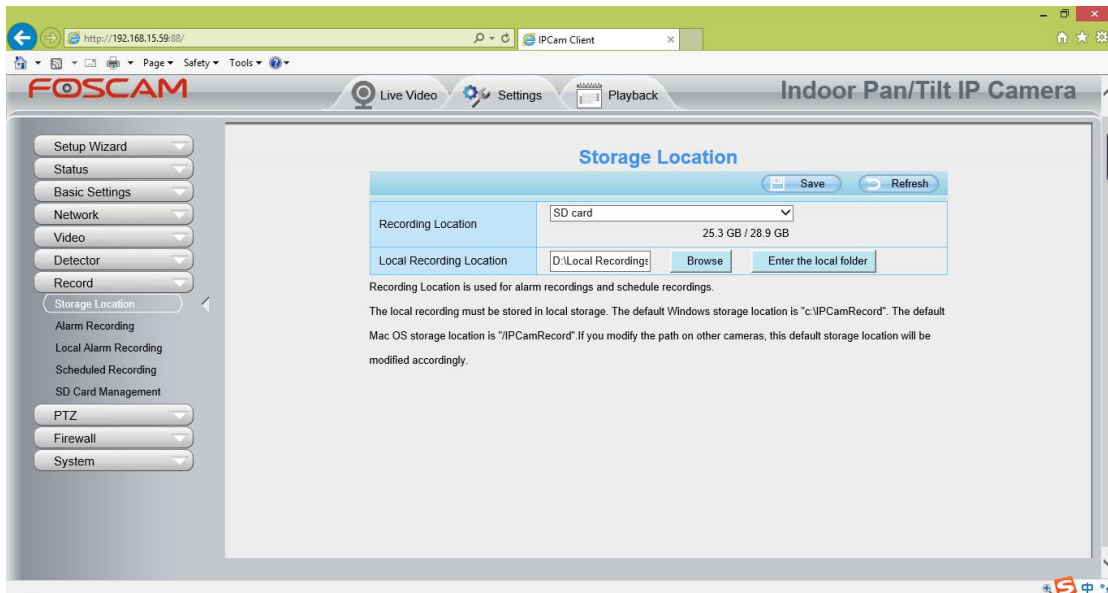 http://192.168.15.59:88/
IPCam Client
Page Safety Tools
FOSCAM
Live Video
Settings
Playback
Indoor Pan/Tilt IP Camera
Setup Wizard
Status
Basic Settings
Network
Video
Detector
Record
Storage Location
Alarm Recording
Local Alarm Recording
Scheduled Recording
SD Card Management
PTZ
Firewall
System
Storage Location
Save Refresh
Recording Location
SD card
25.3 GB / 28.9 GB
Local Recording Location
D:\Local Recordings
Browse
Enter the local folder
Recording Location is used for alarm recordings and schedule recordings.
The local recording must be stored in local storage. The default Windows storage location is "c:\IPCamRecord". The default
Mac OS storage location is "/IPCamRecord".If you modify the path on other cameras, this default storage location will be
modified accordingly.
中